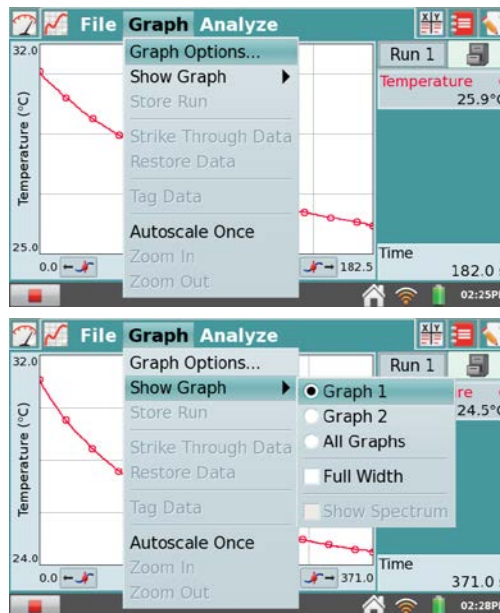 File Graph Analyze
Graph Options...
Show Graph
Store Run
Strike Through Data
Restore Data
Tag Data
Autoscale Once
Zoom In
Zoom Out
32.0
Temperature (°C)
25.0
0.0
182.5
X Y
Run 1
Temperature
25.9°
Time
182.0 s
02:25P
File Graph Analyze
Graph Options...
Show Graph
Store Run
Strike Through Data
Restore Data
Tag Data
Autoscale Once
Zoom In
Zoom Out
Graph 1
Graph 2
All Graphs
Full Width
Show Spectrum
32.0
Temperature (°C)
24.0
0.0
371.0
X Y
Run 1
re
24.5°
Time
371.0 s
02:28P